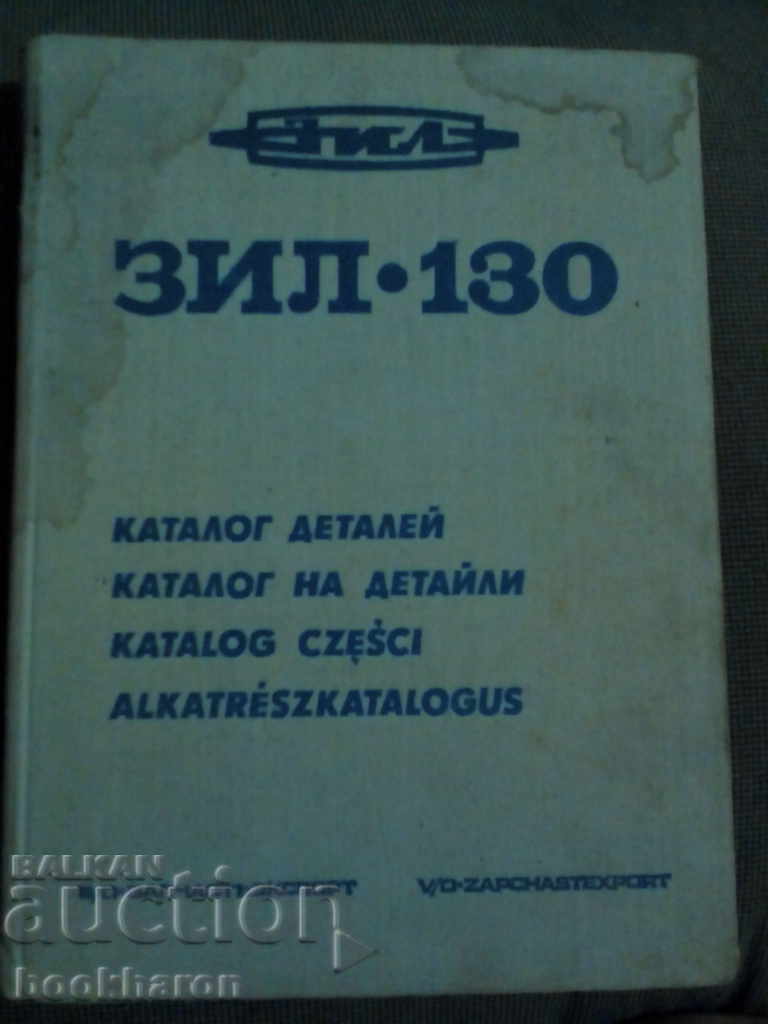 ЗИЛ
ЗИЛ·130
КАТАЛОГ ДЕТАЛЕЙ
КАТАЛОГ НА ДЕТАЙЛИ
KATALOG CZĘŚCI
ALKATRÉSZKATALOGUS
V/O·ZAPCHASTEXPORT
BALKAN
auction
bookharon